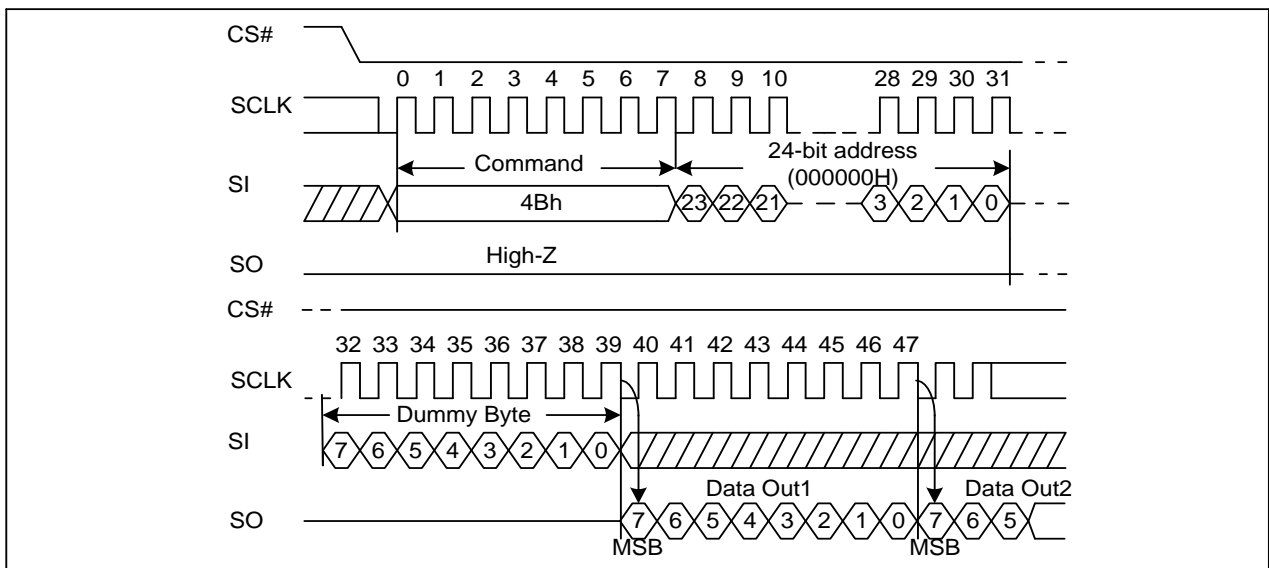 CS#
0 1 2 3 4 5 6 7 8 9 10 28 29 30 31
SCLK
Command
24-bit address
(000000H)
SI
4Bh
23 22 21 3 2 1 0
High-Z
SO
CS#
32 33 34 35 36 37 38 39 40 41 42 43 44 45 46 47
SCLK
Dummy Byte
SI
7 6 5 4 3 2 1 0
Data Out1 Data Out2
SO
7 6 5 4 3 2 1 0 7 6 5
MSB MSB